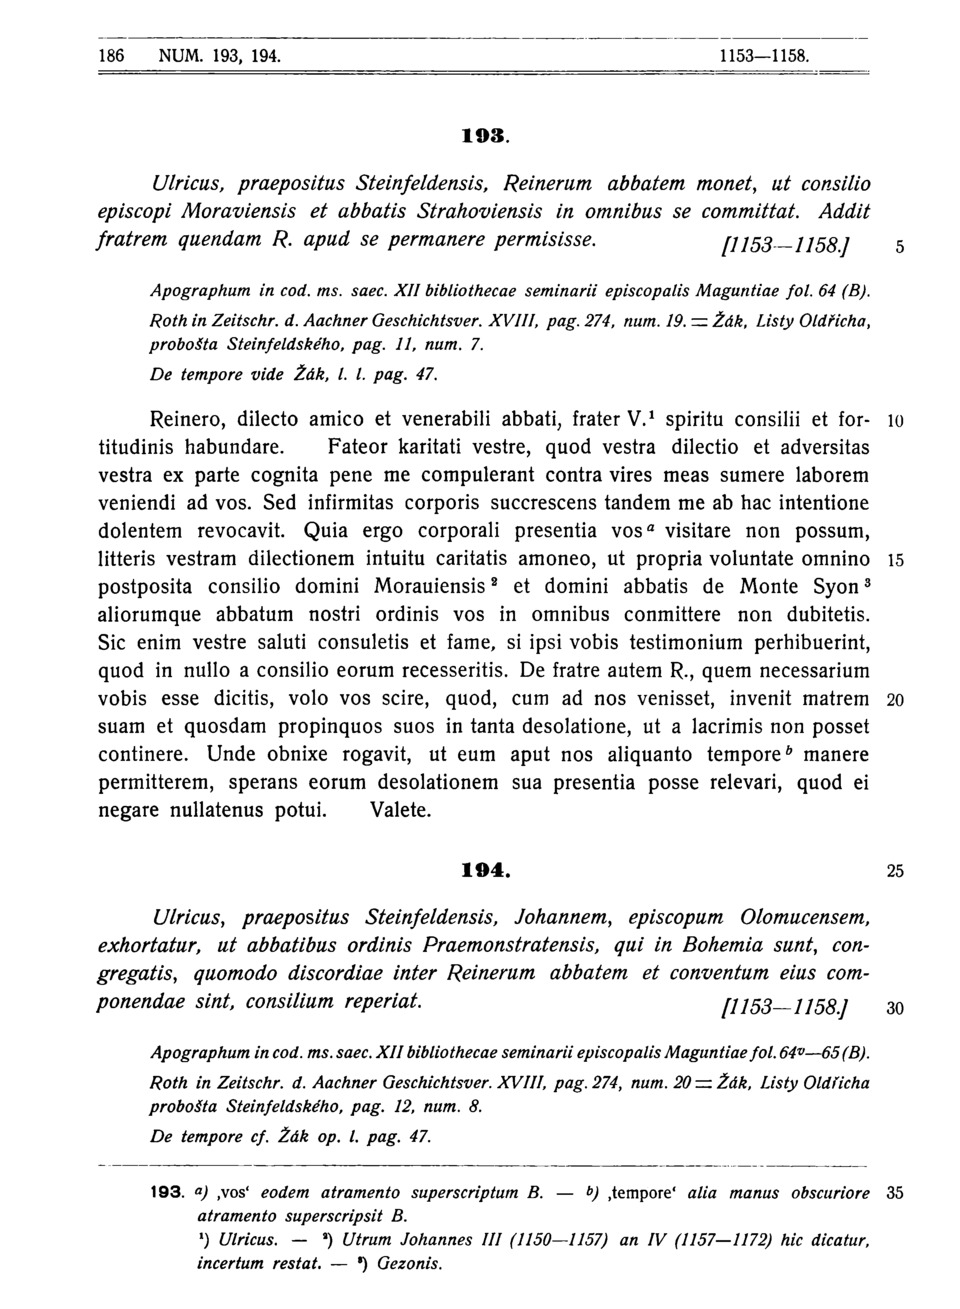 186 NUM. 193, 194. 1153—1158.
193.
Ulricus, praepositus Steinfeldensis, Reinerum abbatem monet, ut consilio
episcopi Moraviensis et abbatis Strahoviensis in omnibus se committat. Addit
fratrem quendam R. apud se permanere permisisse. [1153—1158.] 5
Apographum in cod. ms. saec. XII bibliothecae seminarii episcopalis Maguntiae fol. 64 (B).
Roth in Zeitschr. d. Aachner Geschichtsver. XVIII, pag. 274, num. 19. = Žák, Listy Oldřicha,
probošta Steinfeldského, pag. 11, num. 7.
De tempore vide Žák, l. l. pag. 47.
Reinero, dilecto amico et venerabili abbati, frater V.¹ spiritu consilii et for- 10
titudinis habundare. Fateor karitati vestre, quod vestra dilectio et adversitas
vestra ex parte cognita pene me compulerant contra vires meas sumere laborem
veniendi ad vos. Sed infirmitas corporis succrescens tandem me ab hac intentione
dolentem revocavit. Quia ergo corporali presentia vosᵃ visitare non possum,
litteris vestram dilectionem intuitu caritatis amoneo, ut propria voluntate omnino 15
postposita consilio domini Morauiensis² et domini abbatis de Monte Syon³
aliorumque abbatum nostri ordinis vos in omnibus conmittere non dubitetis.
Sic enim vestre saluti consuletis et fame, si ipsi vobis testimonium perhibuerint,
quod in nullo a consilio eorum recesseritis. De fratre autem R., quem necessarium
vobis esse dicitis, volo vos scire, quod, cum ad nos venisset, invenit matrem 20
suam et quosdam propinquos suos in tanta desolatione, ut a lacrimis non posset
continere. Unde obnixe rogavit, ut eum aput nos aliquanto temporeᵇ manere
permitterem, sperans eorum desolationem sua presentia posse relevari, quod ei
negare nullatenus potui. Valete.
194. 25
Ulricus, praepositus Steinfeldensis, Johannem, episcopum Olomucensem,
exhortatur, ut abbatibus ordinis Praemonstratensis, qui in Bohemia sunt, con-
gregatis, quomodo discordiae inter Reinerum abbatem et conventum eius com-
ponendae sint, consilium reperiat. [1153—1158.] 30
Apographum in cod. ms. saec. XII bibliothecae seminarii episcopalis Maguntiae fol. 64ᵛ—65 (B).
Roth in Zeitschr. d. Aachner Geschichtsver. XVIII, pag. 274, num. 20 = Žák, Listy Oldřicha
probošta Steinfeldského, pag. 12, num. 8.
De tempore cf. Žák op. l. pag. 47.
193. ᵃ) ‚vos‘ eodem atramento superscriptum B. — ᵇ) ‚tempore‘ alia manus obscuriore 35
atramento superscripsit B.
¹) Ulricus. — ²) Utrum Johannes III (1150—1157) an IV (1157—1172) hic dicatur,
incertum restat. — ³) Gezonis.